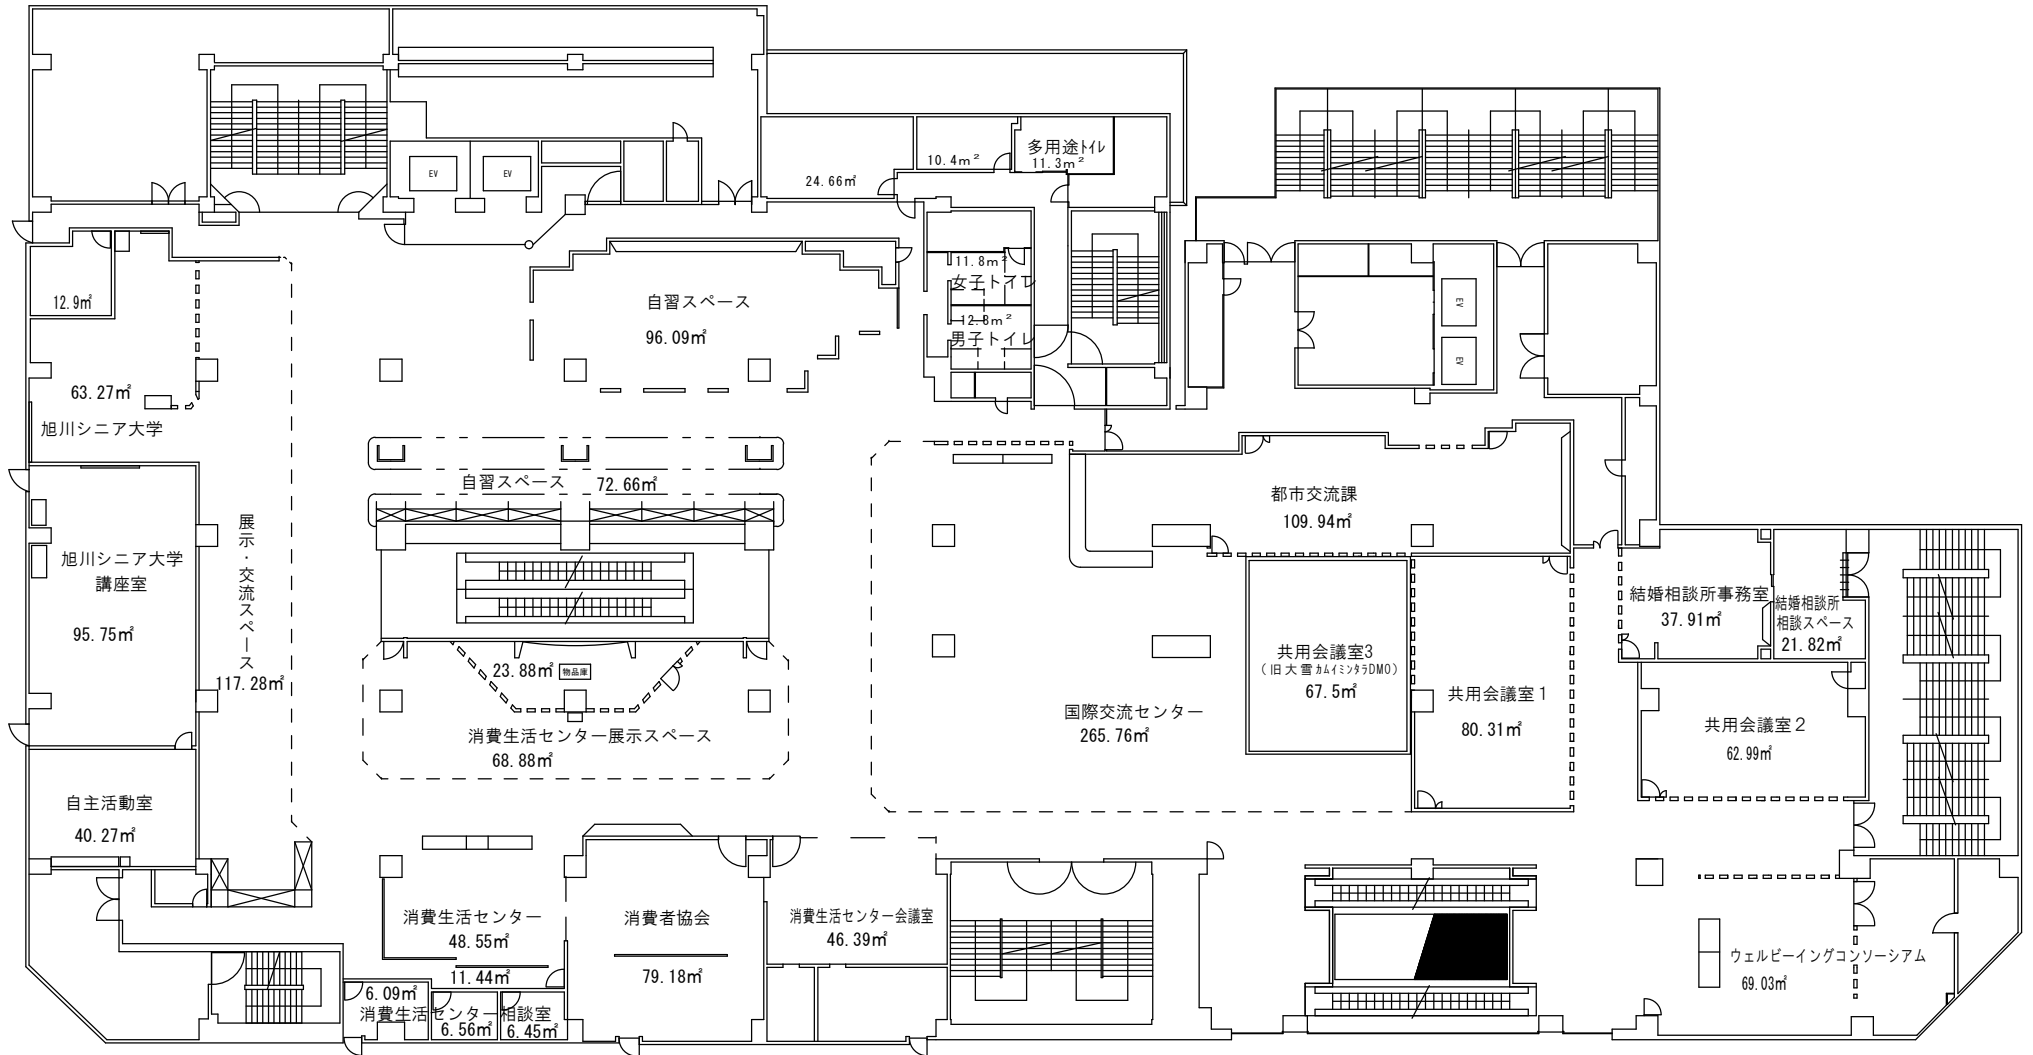 多用途ﾄｲﾚ
11.3m²
10.4m²
24.66㎡
EV
EV
11.8m²
女子トイレ
12.8m²
男子トイレ
EV
EV
12.9㎡
63.27㎡
旭川シニア大学
自習スペース
96.09㎡
自習スペース 72.66㎡
旭川シニア大学
講座室
95.75㎡
展示・交流スペース
117.28㎡
都市交流課
109.94㎡
23.88㎡
物品庫
消費生活センター展示スペース
68.88㎡
国際交流センター
265.76㎡
共用会議室3
(旧大雪ｶﾑｲﾐﾝﾀﾗDMO)
67.5㎡
共用会議室1
80.31㎡
結婚相談所事務室
37.91㎡
結婚相談所
相談スペース
21.82㎡
共用会議室2
62.99㎡
自主活動室
40.27㎡
消費生活センター
48.55㎡
11.44㎡
消費者協会
79.18㎡
消費生活センター会議室
46.39㎡
6.09㎡
消費生活センター相談室
6.56㎡
6.45㎡
ウェルビーイングコンソーシアム
69.03㎡